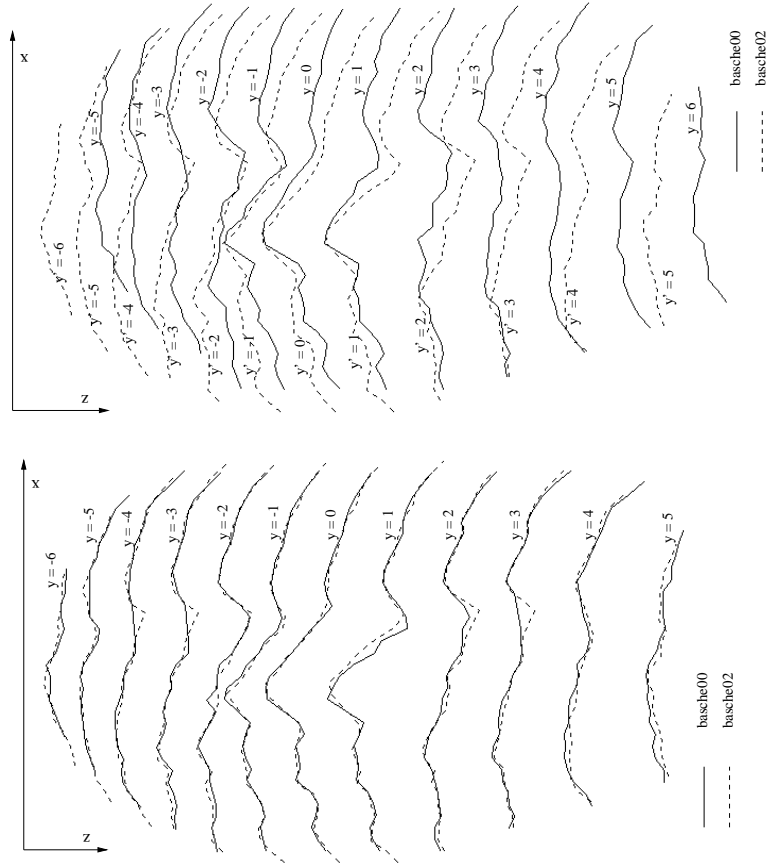 x
y = -5
y = -4
y = -3
y = -2
y = -1
y = 0
y = 1
y = 2
y = 3
y = 4
y = 5
y = 6
basche00
basche02
y' = -6
y' = -5
y' = -4
y' = -3
y' = -2
y' = -1
y' = 0
y' = 1
y' = 2
y' = 3
y' = 4
y' = 5
z
x
y = -6
y = -5
y = -4
y = -3
y = -2
y = -1
y = 0
y = 1
y = 2
y = 3
y = 4
y = 5
basche00
basche02
z